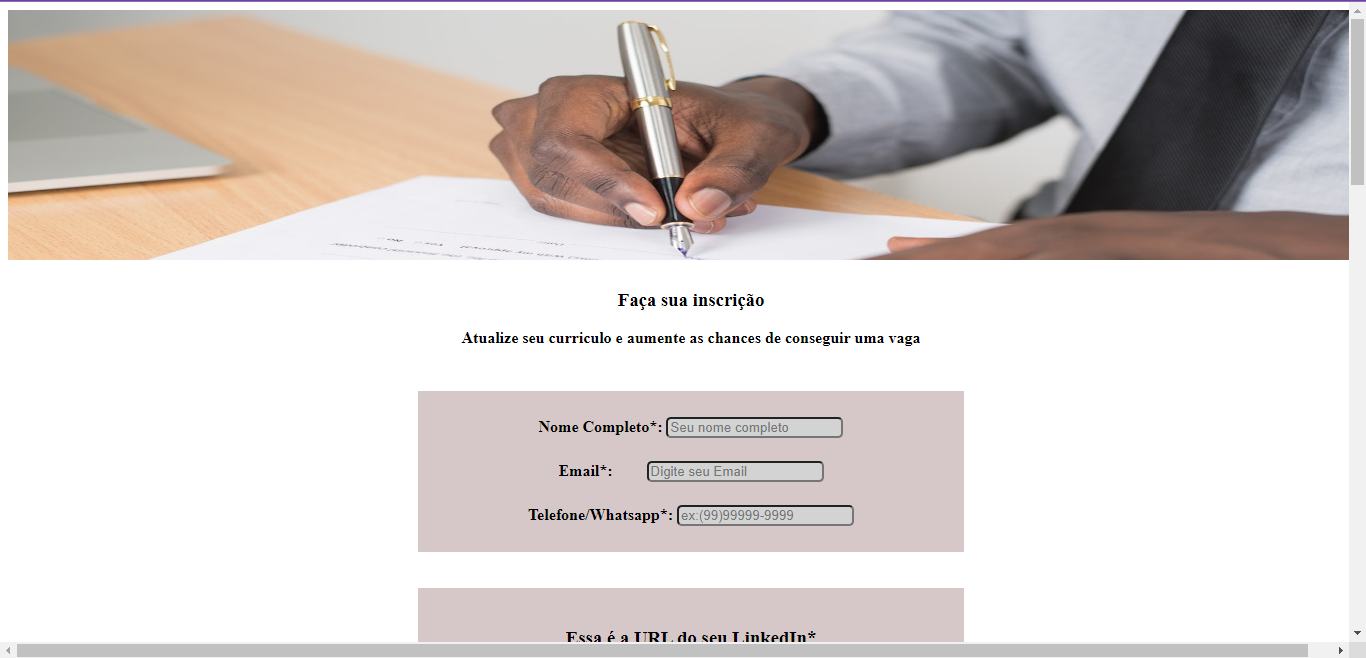 Faça sua inscrição
Atualize seu curriculo e aumente as chances de conseguir uma vaga
Nome Completo*: Seu nome completo
Email*: Digite seu Email
Telefone/Whatsapp*: ex:(99)99999-9999
Essa é a URL do seu LinkedIn*